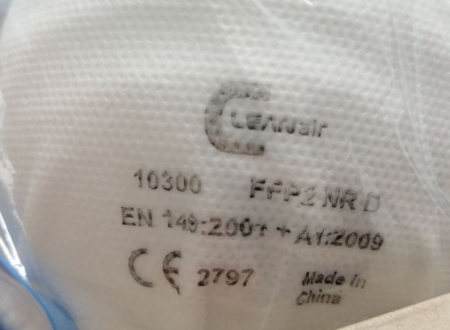 CLEANair
10300 FFP2 NR D
EN 149:2001 + A1:2009
CE 2797 Made in
China